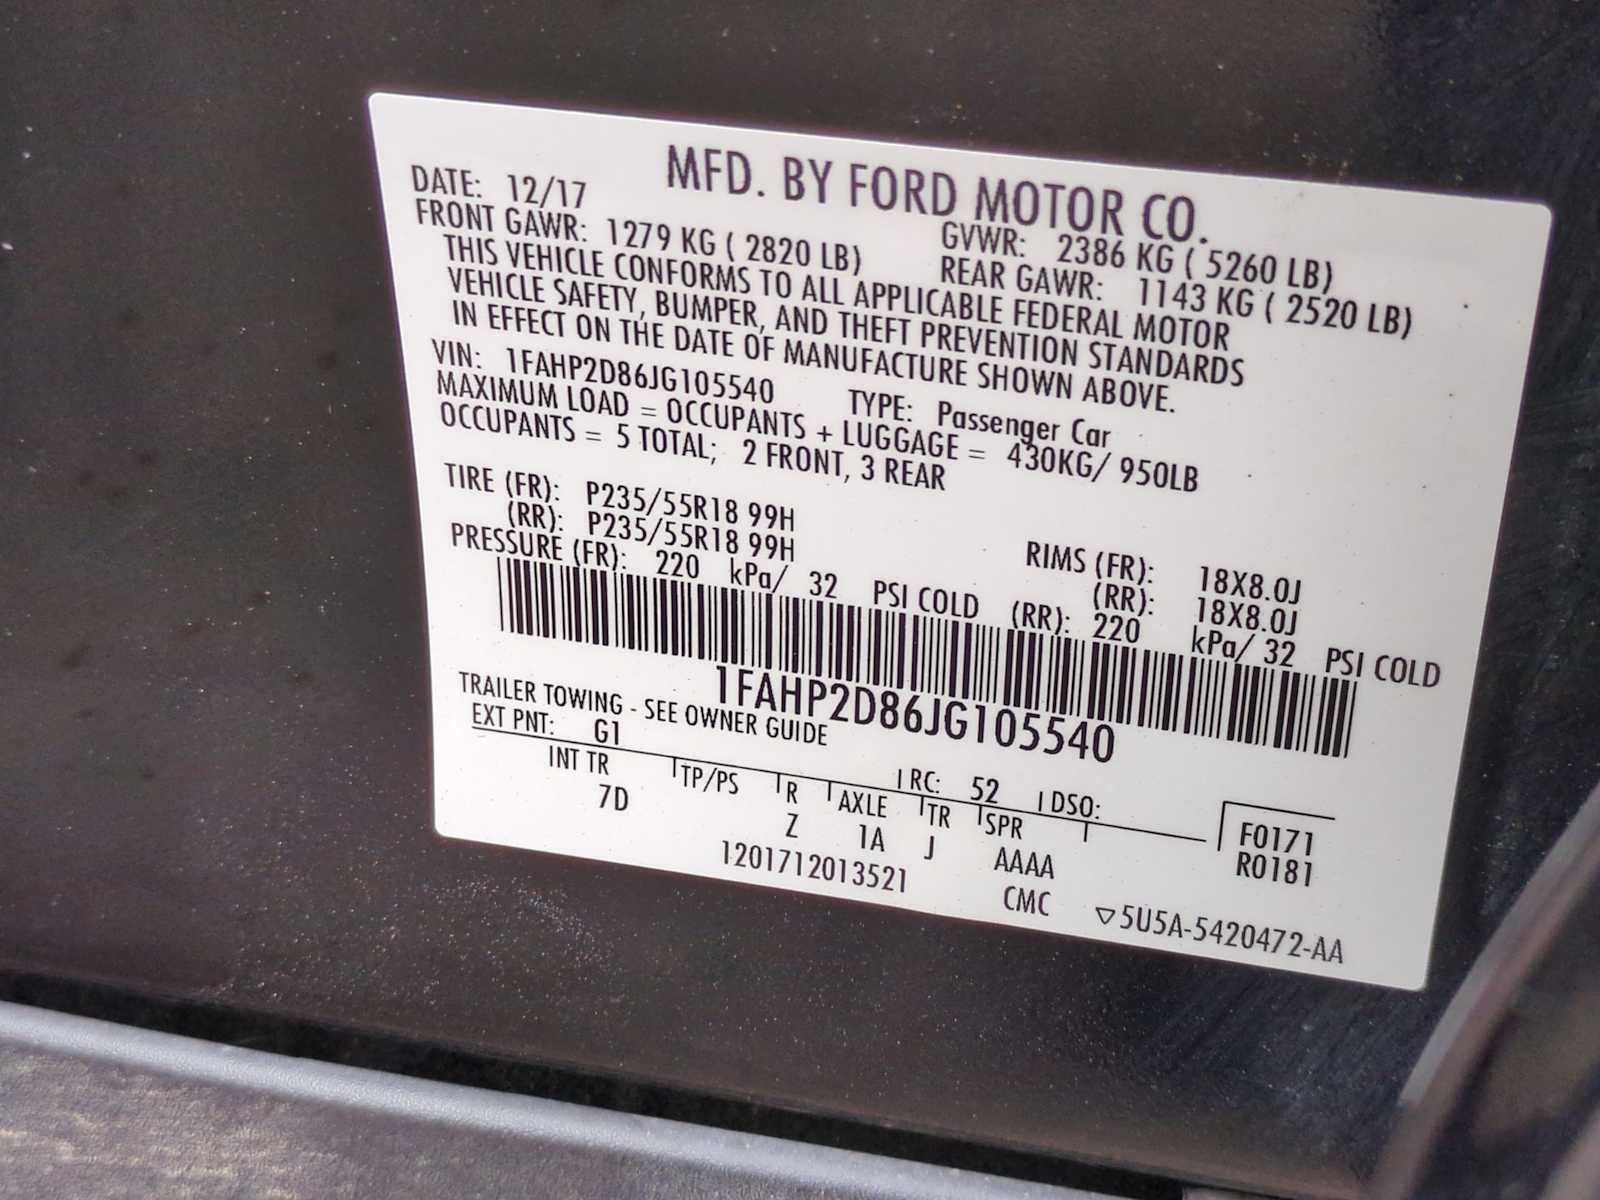 MFD. BY FORD MOTOR CO.
DATE: 12/17 GVWR: 2386 KG ( 5260 LB)
FRONT GAWR: 1279 KG ( 2820 LB) REAR GAWR: 1143 KG ( 2520 LB)
THIS VEHICLE CONFORMS TO ALL APPLICABLE FEDERAL MOTOR
VEHICLE SAFETY, BUMPER, AND THEFT PREVENTION STANDARDS
IN EFFECT ON THE DATE OF MANUFACTURE SHOWN ABOVE.
VIN: 1FAHP2D86JG105540 TYPE: Passenger Car
MAXIMUM LOAD = OCCUPANTS + LUGGAGE = 430KG/ 950LB
OCCUPANTS = 5 TOTAL; 2 FRONT, 3 REAR
TIRE (FR): P235/55R18 99H RIMS (FR): 18X8.0J
(RR): P235/55R18 99H (RR): 18X8.0J
PRESSURE (FR): 220 kPa/ 32 PSI COLD (RR): 220 kPa/ 32 PSI COLD
1FAHP2D86JG105540
TRAILER TOWING - SEE OWNER GUIDE
EXT PNT: G1 RC: 52 DSO:
INT TR TP/PS R AXLE TR SPR F0171
7D Z 1A J AAAA R0181
1201712013521 CMC ▽5U5A-5420472-AA